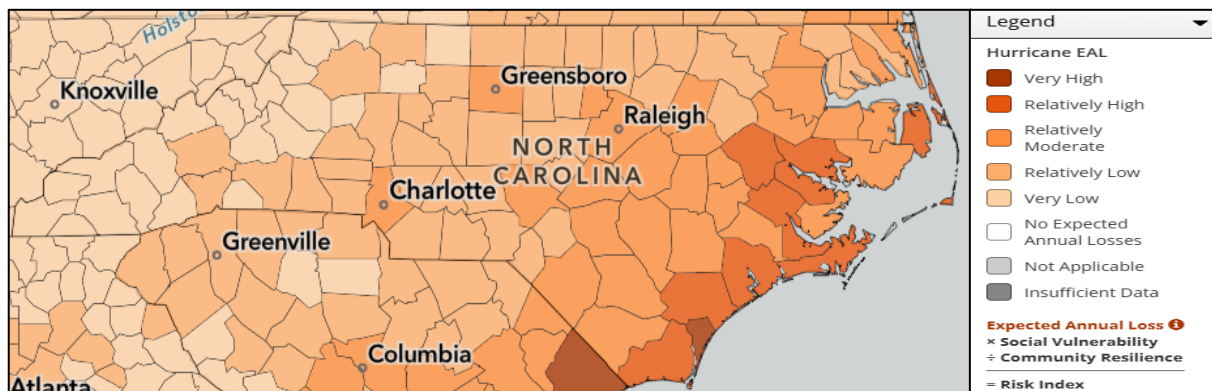 Holsto
Knoxville
Greensboro
Raleigh
NORTH
CAROLINA
Charlotte
Greenville
Columbia
Atlanta
Legend
Hurricane EAL
Very High
Relatively High
Relatively
Moderate
Relatively Low
Very Low
No Expected
Annual Losses
Not Applicable
Insufficient Data
Expected Annual Loss
× Social Vulnerability
÷ Community Resilience
= Risk Index